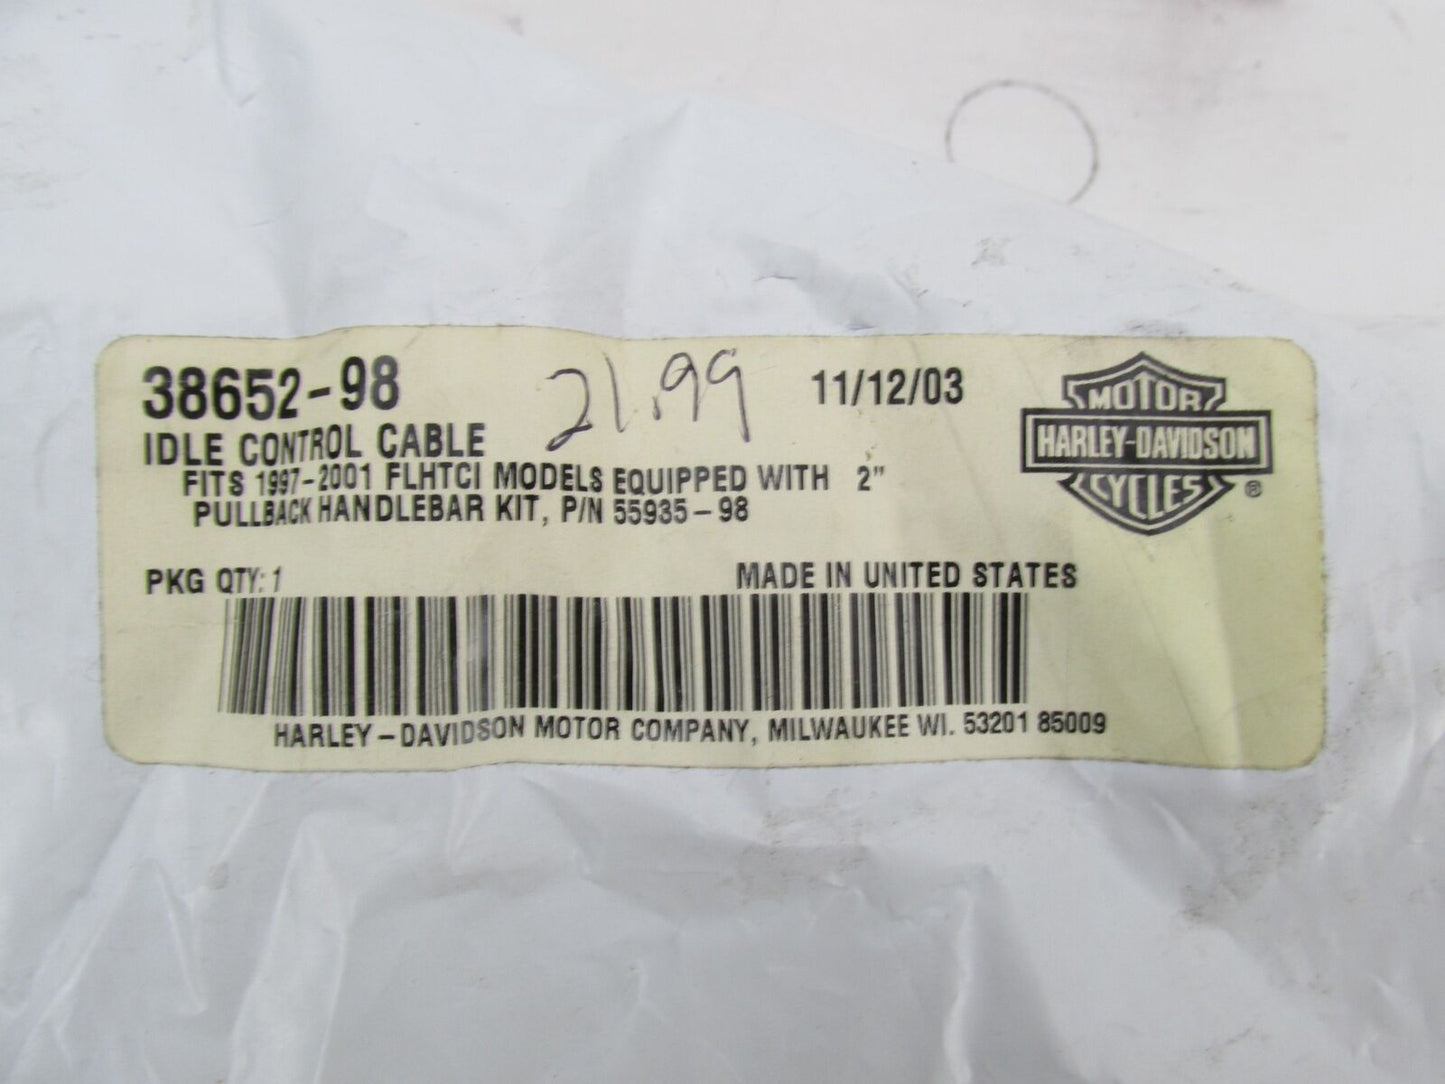 38652-98 21.99 11/12/03
MOTOR
HARLEY-DAVIDSON
CYCLES ®
IDLE CONTROL CABLE
FITS 1997-2001 FLHTCI MODELS EQUIPPED WITH 2"
PULLBACK HANDLEBAR KIT, P/N 55935-98
PKG QTY: 1 MADE IN UNITED STATES
HARLEY-DAVIDSON MOTOR COMPANY, MILWAUKEE WI. 53201 85009